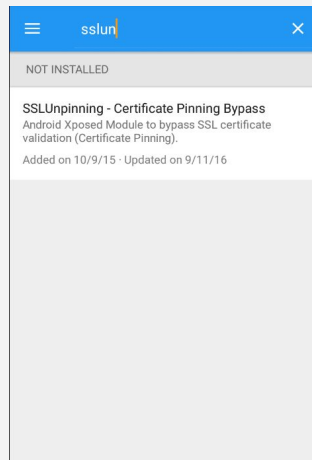 sslun
NOT INSTALLED
SSLUnpinning - Certificate Pinning Bypass
Android Xposed Module to bypass SSL certificate
validation (Certificate Pinning).
Added on 10/9/15 · Updated on 9/11/16